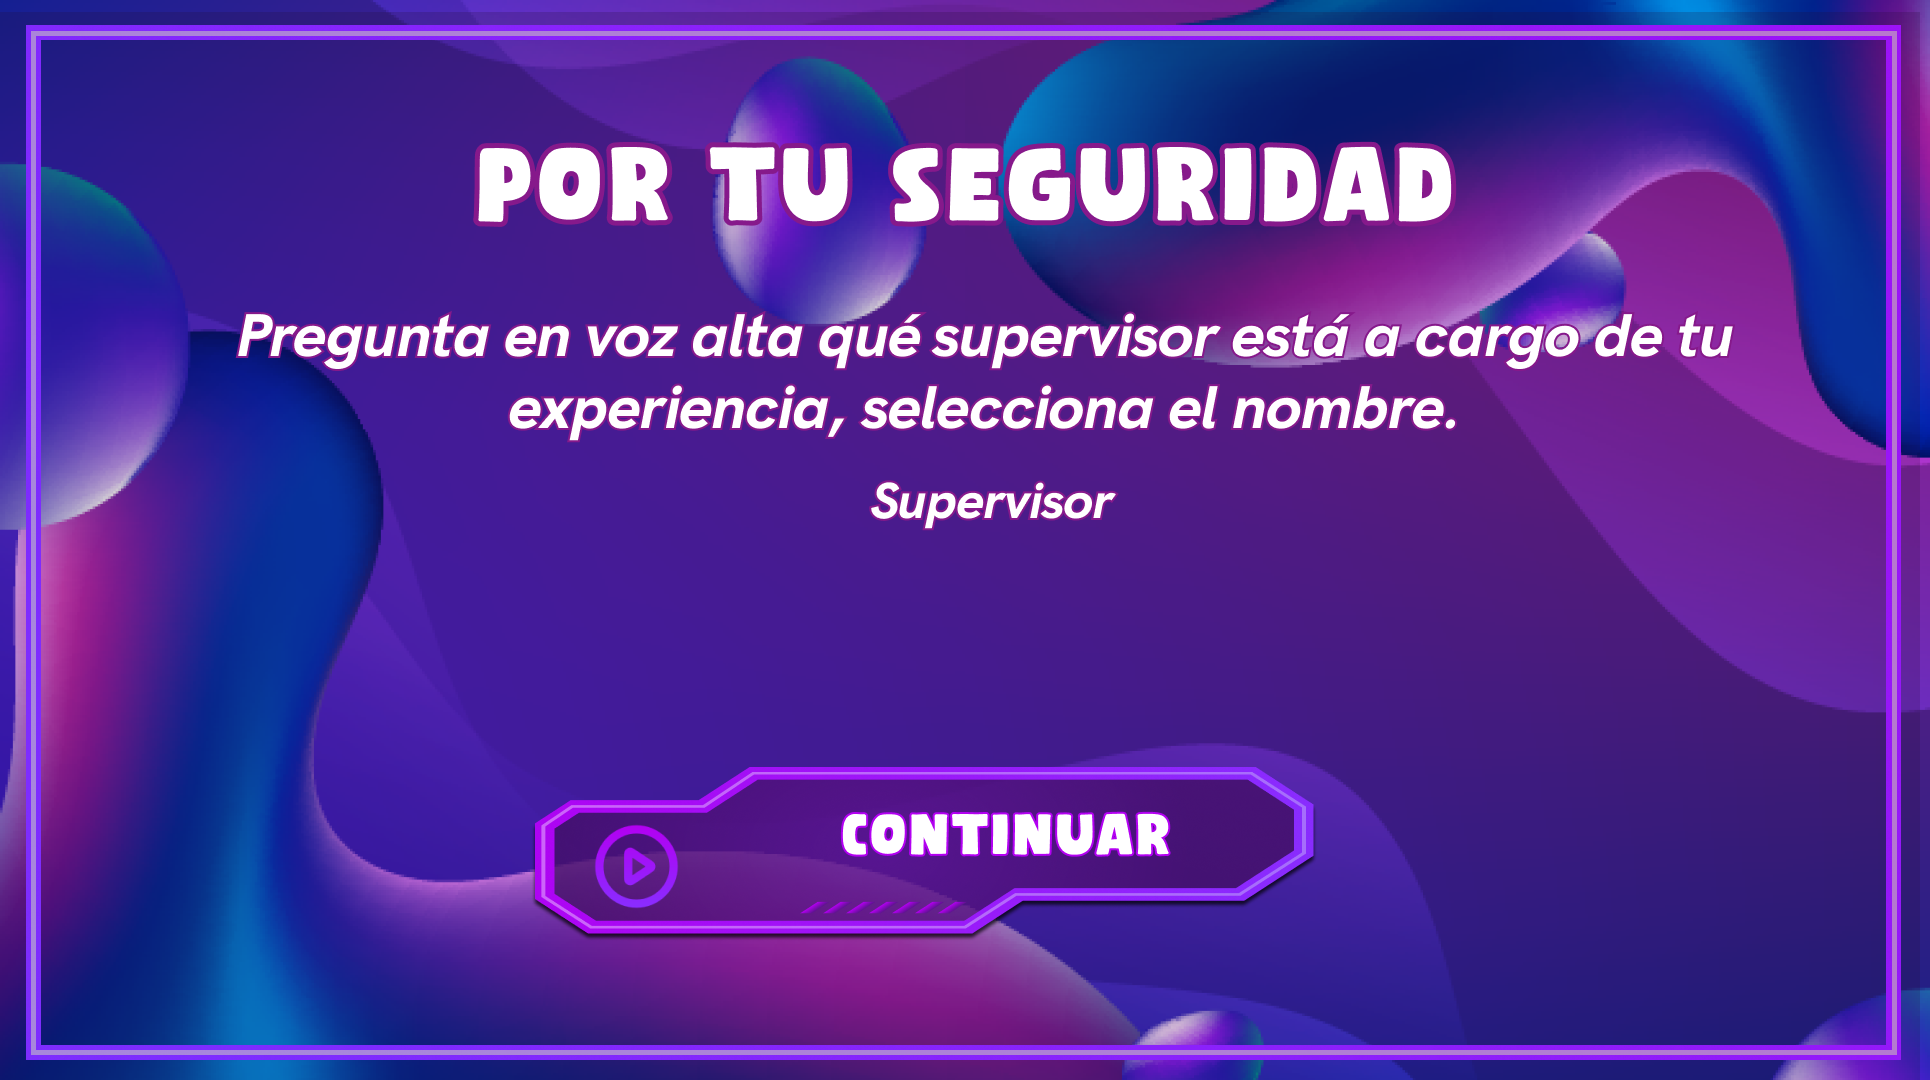 POR TU SEGURIDAD
Pregunta en voz alta qué supervisor está a cargo de tu
experiencia, selecciona el nombre.
Supervisor
CONTINUAR